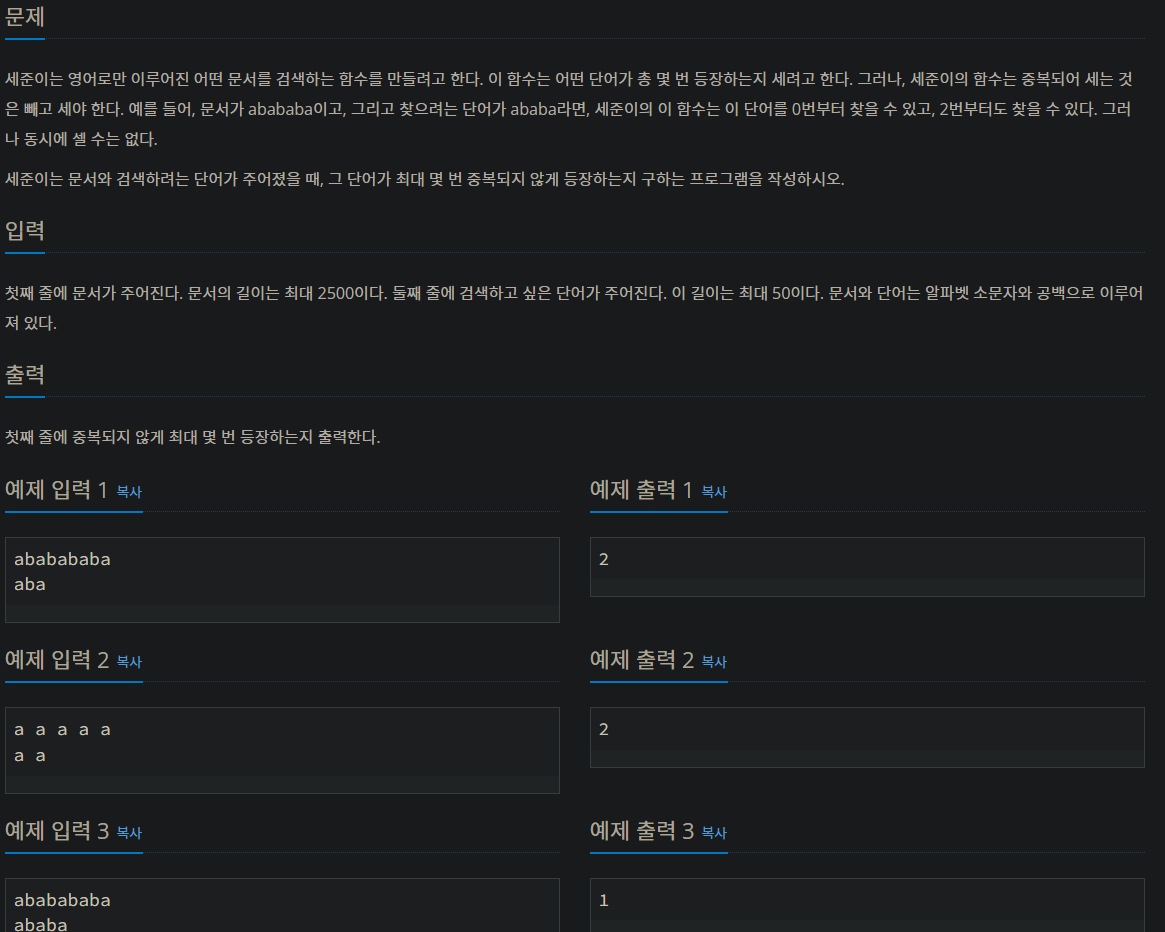 문제
세준이는 영어로만 이루어진 어떤 문서를 검색하는 함수를 만들려고 한다. 이 함수는 어떤 단어가 총 몇 번 등장하는지 세려고 한다. 그러나, 세준이의 함수는 중복되어 세는 것
은 빼고 세야 한다. 예를 들어, 문서가 abababa이고, 그리고 찾으려는 단어가 ababa라면, 세준이의 이 함수는 이 단어를 0번부터 찾을 수 있고, 2번부터도 찾을 수 있다. 그러
나 동시에 셀 수는 없다.
세준이는 문서와 검색하려는 단어가 주어졌을 때, 그 단어가 최대 몇 번 중복되지 않게 등장하는지 구하는 프로그램을 작성하시오.
입력
첫째 줄에 문서가 주어진다. 문서의 길이는 최대 2500이다. 둘째 줄에 검색하고 싶은 단어가 주어진다. 이 길이는 최대 50이다. 문서와 단어는 알파벳 소문자와 공백으로 이루어
져 있다.
출력
첫째 줄에 중복되지 않게 최대 몇 번 등장하는지 출력한다.
예제 입력 1 복사
ababababa
aba
예제 출력 1 복사
2
예제 입력 2 복사
a a a a a
a a
예제 출력 2 복사
2
예제 입력 3 복사
ababababa
ababa
예제 출력 3 복사
1